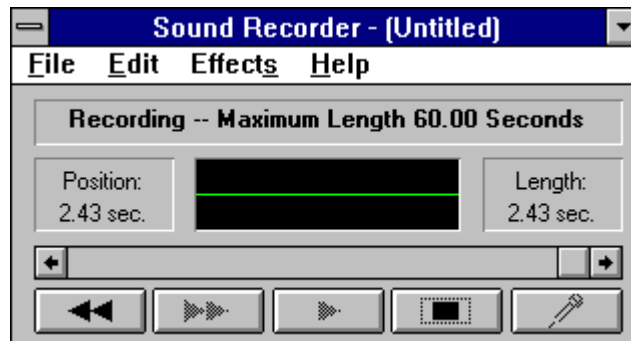 Sound Recorder - (Untitled)
File Edit Effects Help
Recording -- Maximum Length 60.00 Seconds
Position:
2.43 sec.
Length:
2.43 sec.